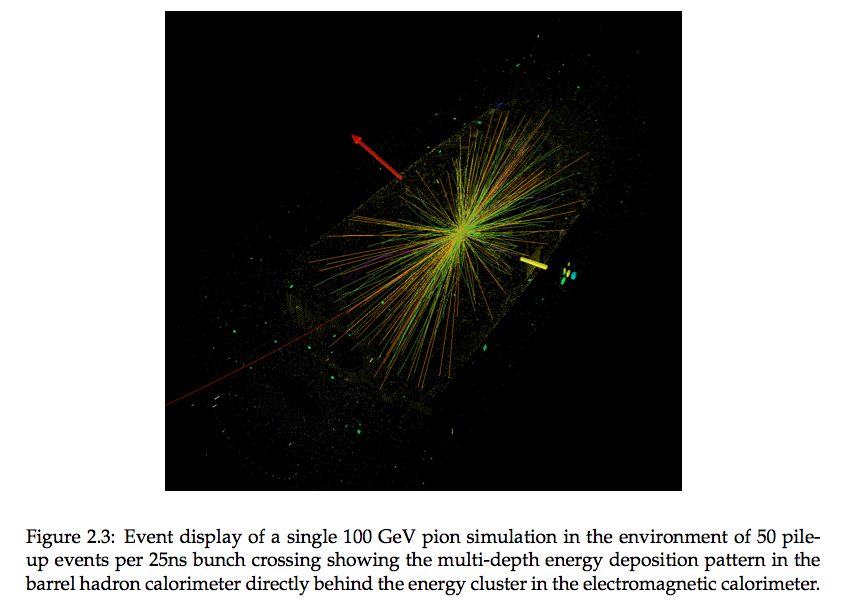 Figure 2.3: Event display of a single 100 GeV pion simulation in the environment of 50 pile-
up events per 25ns bunch crossing showing the multi-depth energy deposition pattern in the
barrel hadron calorimeter directly behind the energy cluster in the electromagnetic calorimeter.